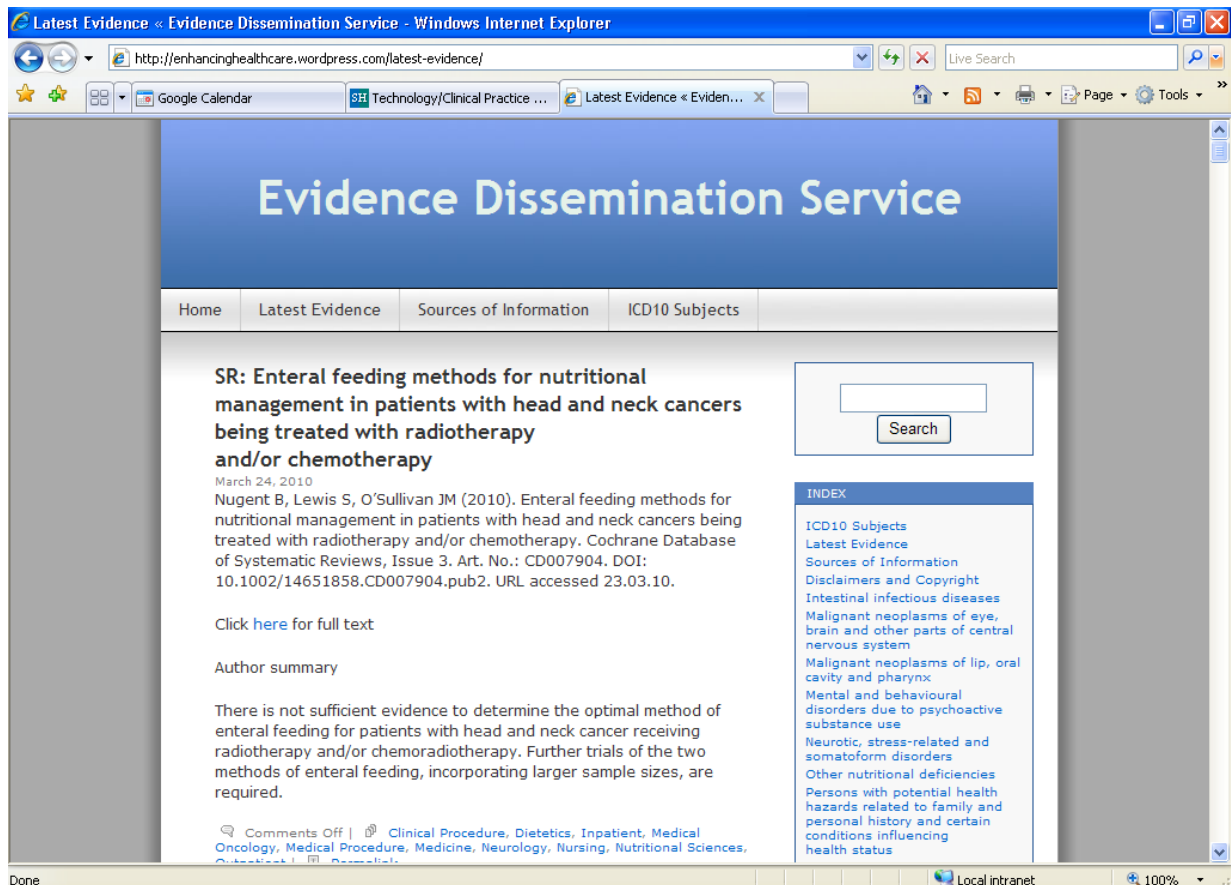 Latest Evidence « Evidence Dissemination Service - Windows Internet Explorer
http://enhancinghealthcare.wordpress.com/latest-evidence/
Live Search
Google Calendar
SH Technology/Clinical Practice ...
Latest Evidence « Eviden...
Page
Tools
Evidence Dissemination Service
Home
Latest Evidence
Sources of Information
ICD10 Subjects
SR: Enteral feeding methods for nutritional
management in patients with head and neck cancers
being treated with radiotherapy
and/or chemotherapy
March 24, 2010
Nugent B, Lewis S, O’Sullivan JM (2010). Enteral feeding methods for
nutritional management in patients with head and neck cancers being
treated with radiotherapy and/or chemotherapy. Cochrane Database
of Systematic Reviews, Issue 3. Art. No.: CD007904. DOI:
10.1002/14651858.CD007904.pub2. URL accessed 23.03.10.
Click here for full text
Author summary
There is not sufficient evidence to determine the optimal method of
enteral feeding for patients with head and neck cancer receiving
radiotherapy and/or chemoradiotherapy. Further trials of the two
methods of enteral feeding, incorporating larger sample sizes, are
required.
Comments Off | Clinical Procedure, Dietetics, Inpatient, Medical
Oncology, Medical Procedure, Medicine, Neurology, Nursing, Nutritional Sciences,
Outpatient | Permalink
Search
INDEX
ICD10 Subjects
Latest Evidence
Sources of Information
Disclaimers and Copyright
Intestinal infectious diseases
Malignant neoplasms of eye,
brain and other parts of central
nervous system
Malignant neoplasms of lip, oral
cavity and pharynx
Mental and behavioural
disorders due to psychoactive
substance use
Neurotic, stress-related and
somatoform disorders
Other nutritional deficiencies
Persons with potential health
hazards related to family and
personal history and certain
conditions influencing
health status
Done
Local intranet
100%